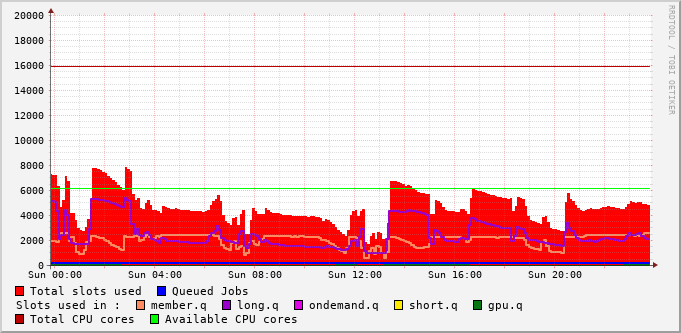 20000
18000
16000
14000
12000
10000
8000
6000
4000
2000
0
Sun 00:00 Sun 04:00 Sun 08:00 Sun 12:00 Sun 16:00 Sun 20:00
RRDTOOL / TOBI OETIKER
Total slots used Queued Jobs
Slots used in : member.q long.q ondemand.q short.q gpu.q
Total CPU cores Available CPU cores